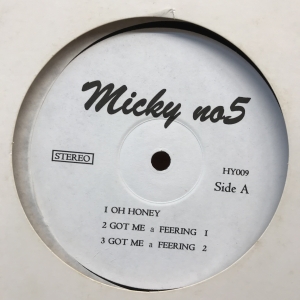 Micky no5
STEREO
HY009
Side A
1 OH HONEY
2 GOT ME a FEERING 1
3 GOT ME a FEERING 2